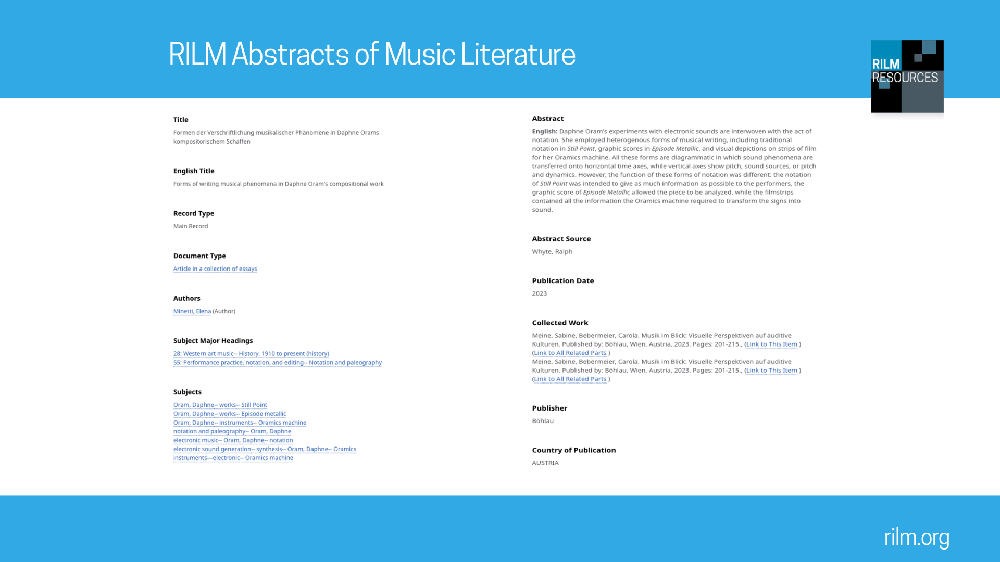 RILM Abstracts of Music Literature
RILM
RESOURCES
Title
Formen der Verschriftlichung musikalischer Phänomene in Daphne Orams
kompositorischem Schaffen
English Title
Forms of writing musical phenomena in Daphne Oram's compositional work
Record Type
Main Record
Document Type
Article in a collection of essays
Authors
Minetti, Elena (Author)
Subject Major Headings
28: Western art music-- History. 1910 to present (history)
55: Performance practice, notation, and editing-- Notation and paleography
Subjects
Oram, Daphne-- works-- Still Point
Oram, Daphne-- works-- Episode metallic
Oram, Daphne-- instruments-- Oramics machine
notation and paleography-- Oram, Daphne
electronic music-- Oram, Daphne-- notation
electronic sound generation-- synthesis-- Oram, Daphne-- Oramics
instruments—electronic-- Oramics machine
Abstract
English: Daphne Oram's experiments with electronic sounds are interwoven with the act of
notation. She employed heterogenous forms of musical writing, including traditional
notation in Still Point, graphic scores in Episode Metallic, and visual depictions on strips of film
for her Oramics machine. All these forms are diagrammatic in which sound phenomena are
transferred onto horizontal time axes, while vertical axes show pitch, sound sources, or pitch
and dynamics. However, the function of these forms of notation was different: the notation
of Still Point was intended to give as much information as possible to the performers, the
graphic score of Episode Metallic allowed the piece to be analyzed, while the filmstrips
contained all the information the Oramics machine required to transform the signs into
sound.
Abstract Source
Whyte, Ralph
Publication Date
2023
Collected Work
Meine, Sabine, Bebermeier, Carola. Musik im Blick: Visuelle Perspektiven auf auditive
Kulturen. Published by: Böhlau, Wien, Austria, 2023. Pages: 201-215., (Link to This Item )
(Link to All Related Parts )
Meine, Sabine, Bebermeier, Carola. Musik im Blick: Visuelle Perspektiven auf auditive
Kulturen. Published by: Böhlau, Wien, Austria, 2023. Pages: 201-215., (Link to This Item )
(Link to All Related Parts )
Publisher
Böhlau
Country of Publication
AUSTRIA
rilm.org